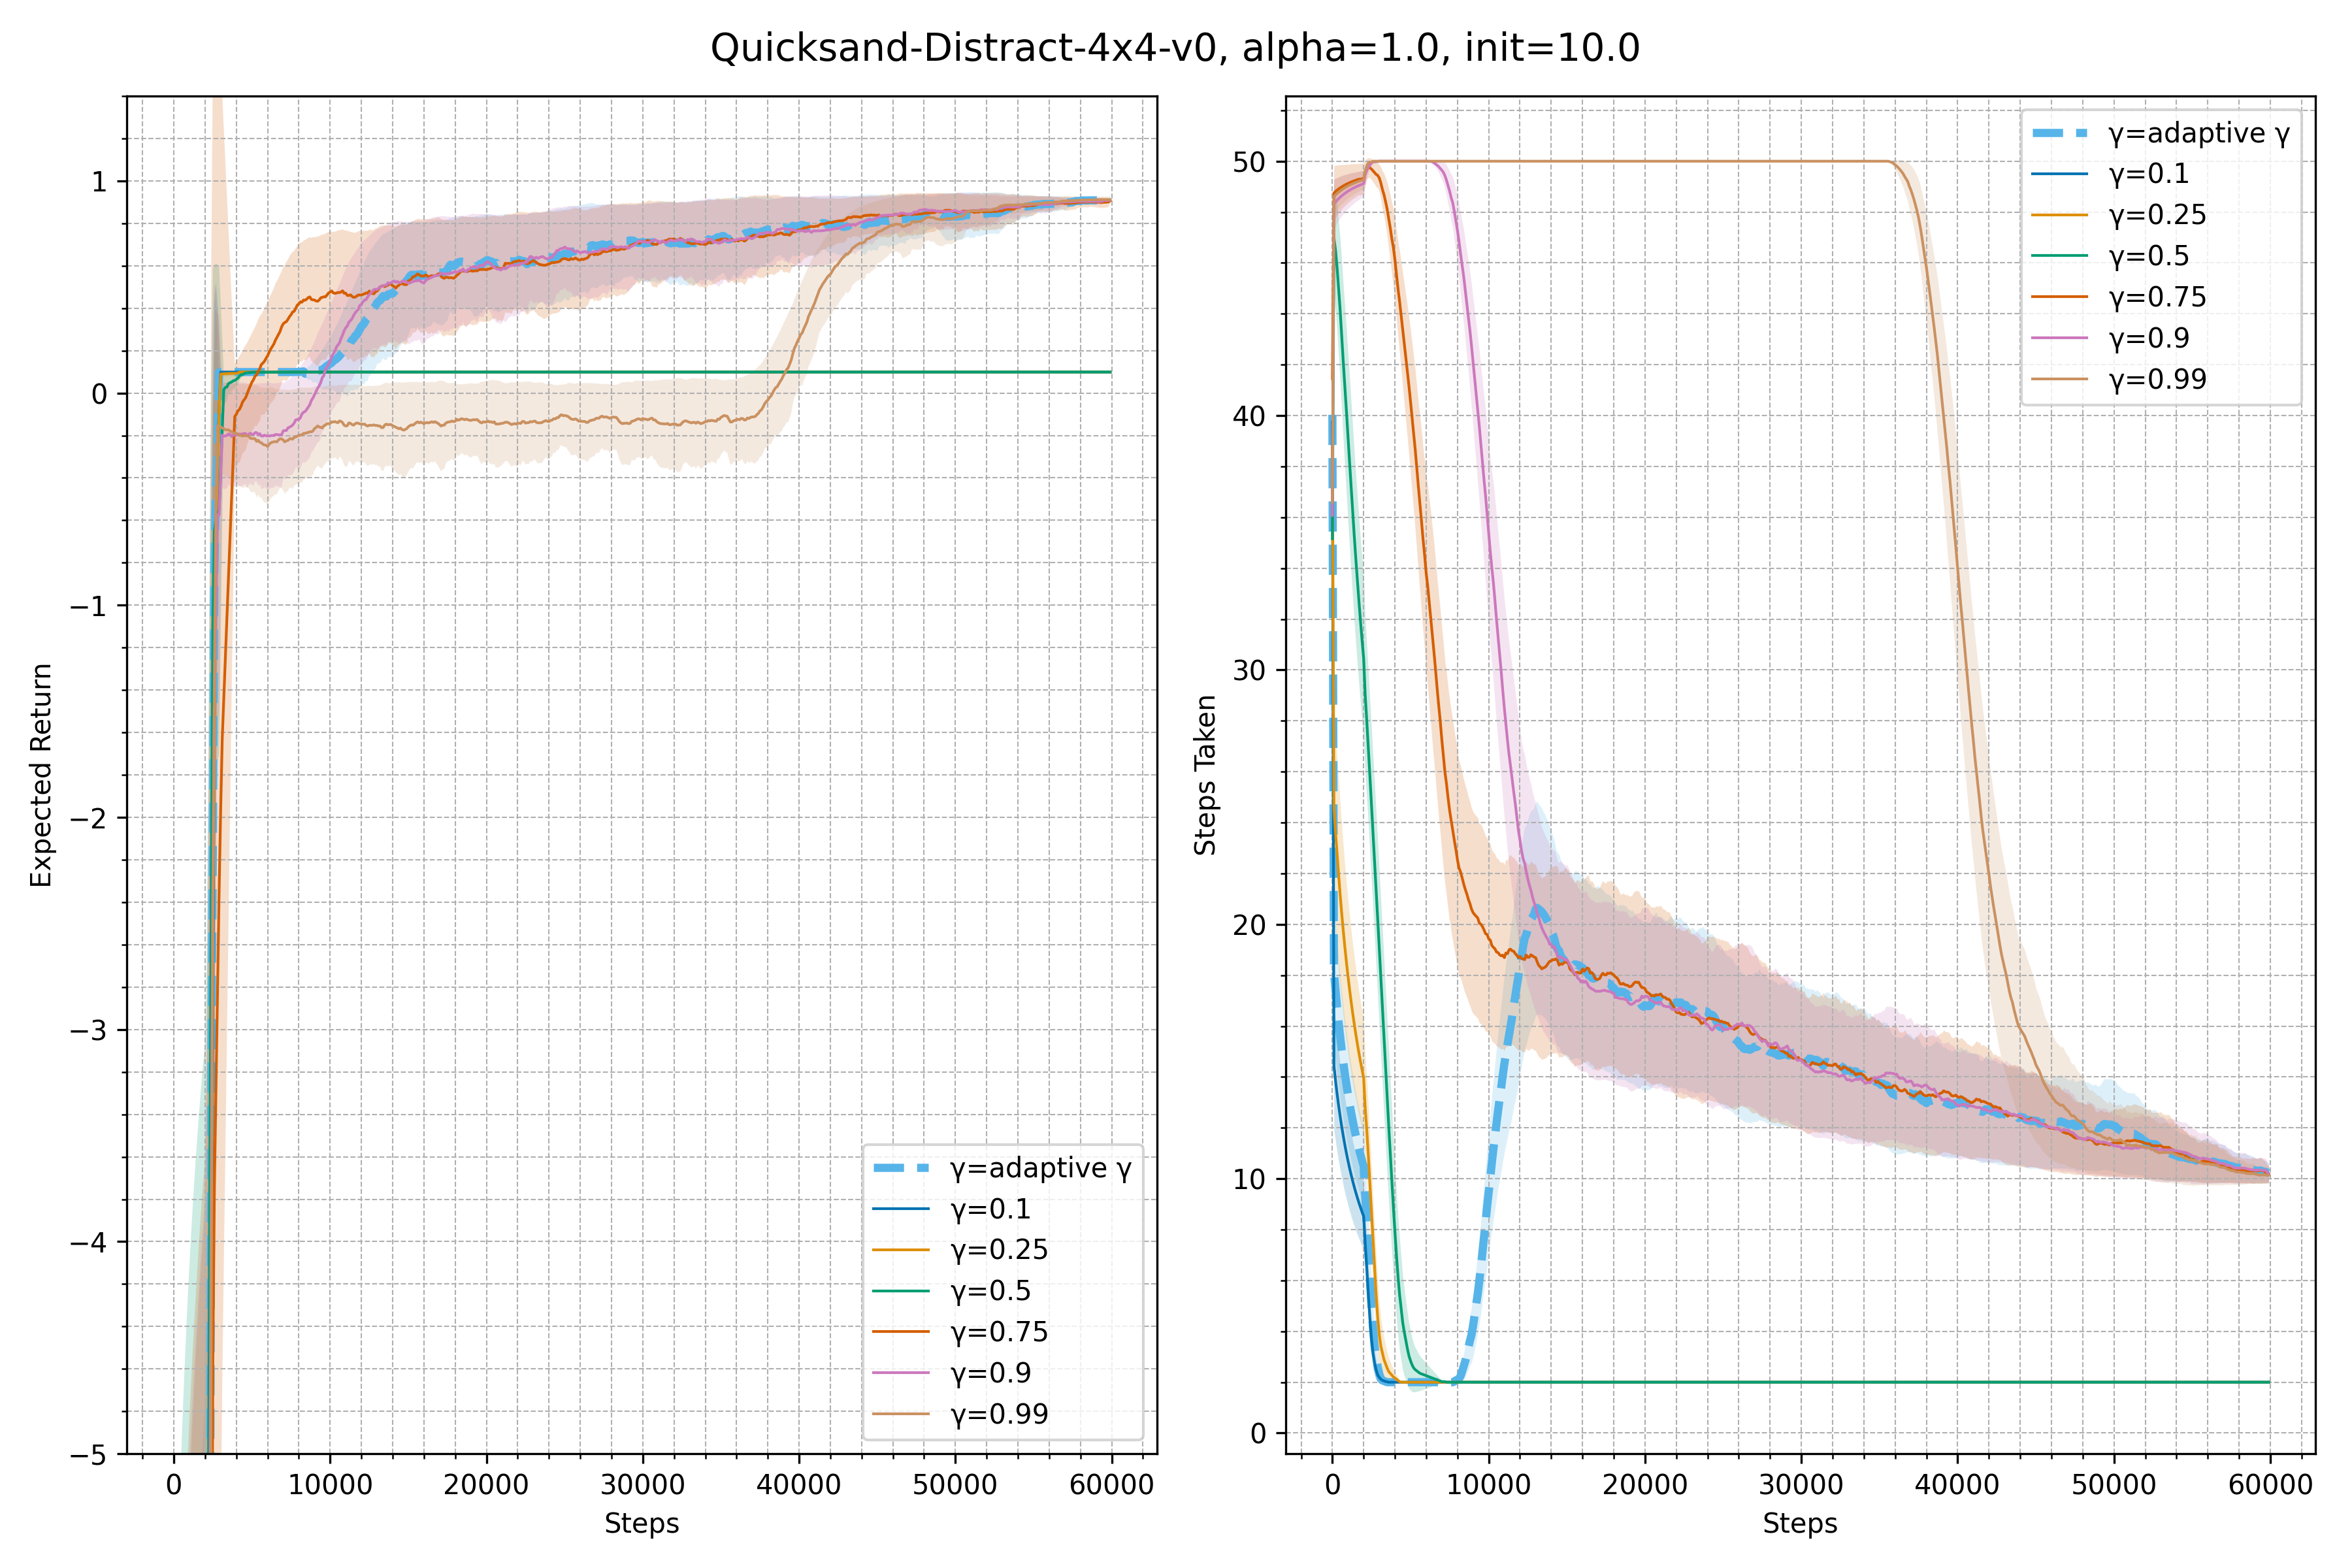 Quicksand-Distract-4x4-v0, alpha=1.0, init=10.0
Expected Return
1
0
−1
−2
−3
−4
−5
γ=adaptive γ
γ=0.1
γ=0.25
γ=0.5
γ=0.75
γ=0.9
γ=0.99
0 10000 20000 30000 40000 50000 60000
Steps
Steps Taken
50
40
30
20
10
0
γ=adaptive γ
γ=0.1
γ=0.25
γ=0.5
γ=0.75
γ=0.9
γ=0.99
0 10000 20000 30000 40000 50000 60000
Steps